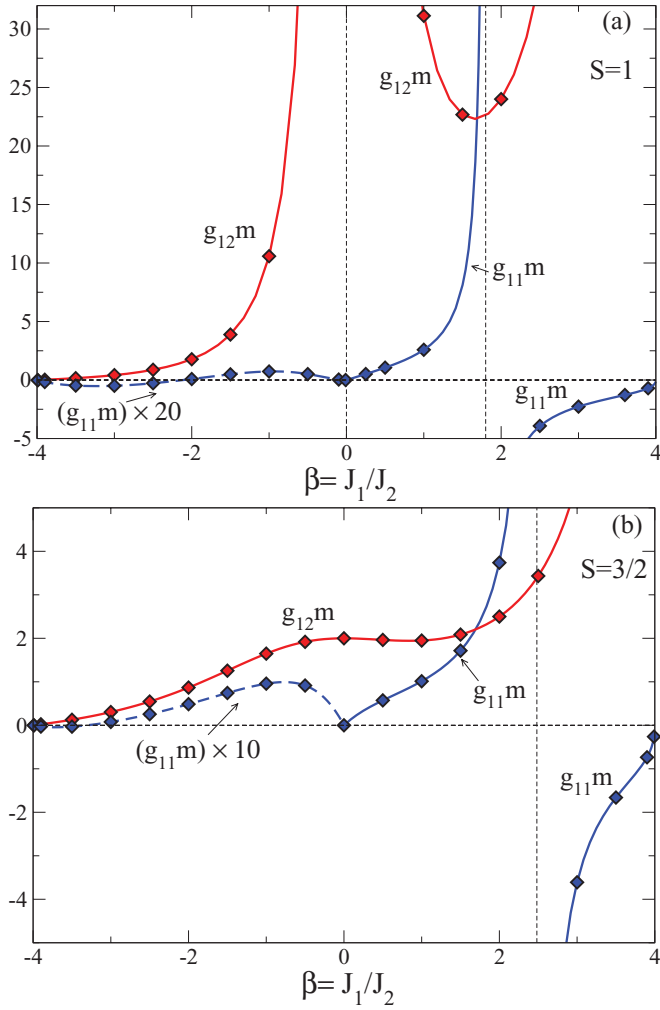 (a)
30
25
20
15
10
5
0
-5
S=1
g₁₂m
g₁₂m
g₁₁m
g₁₁m
(g₁₁m) × 20
-4 -2 0 2 4
β= J₁/J₂
(b)
4
2
0
-2
-4
S=3/2
g₁₂m
g₁₁m
(g₁₁m) × 10
g₁₁m
-4 -2 0 2 4
β= J₁/J₂